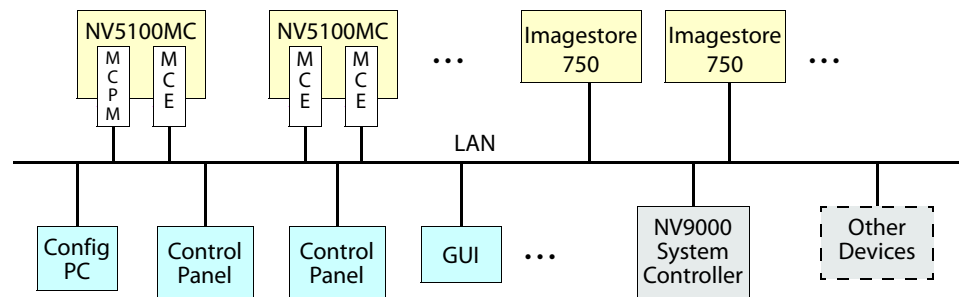 NV5100MC
NV5100MC
Imagestore
750
Imagestore
750
M
C
P
M
M
C
E
M
C
E
M
C
E
...
...
LAN
Config
PC
Control
Panel
Control
Panel
GUI
...
NV9000
System
Controller
Other
Devices